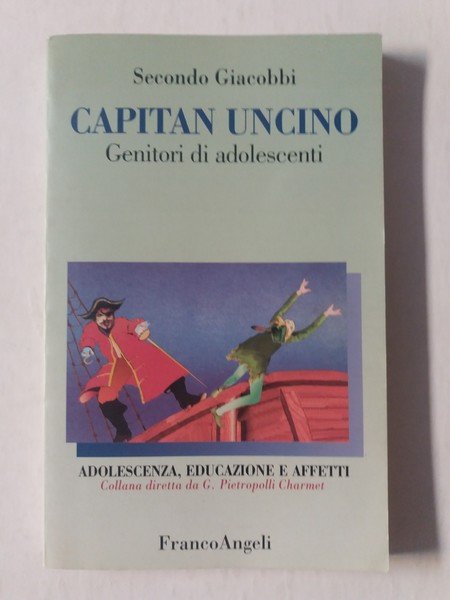 Secondo Giacobbi
CAPITAN UNCINO
Genitori di adolescenti
ADOLESCENZA, EDUCAZIONE E AFFETTI
Collana diretta da G. Pietropolli Charmet
FrancoAngeli